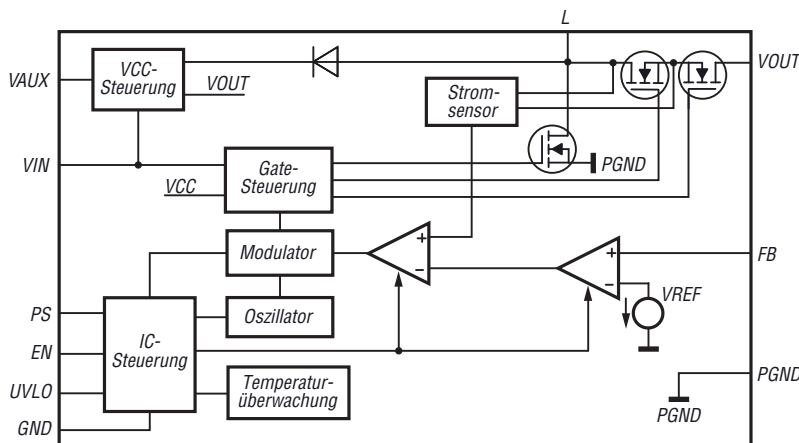 L
VAUX
VCC-
Steuerung
VOUT
VOUT
Strom-
sensor
VIN
Gate-
Steuerung
PGND
VCC
Modulator
+
–
+
–
FB
VREF
PS
EN
UVLO
GND
IC-
Steuerung
Oszillator
Temperatur-
überwachung
PGND
PGND